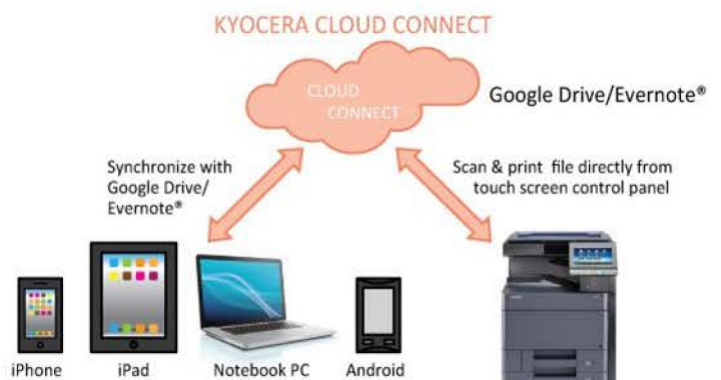 KYOCERA CLOUD CONNECT
CLOUD
CONNECT
Google Drive/Evernote®
Synchronize with
Google Drive/
Evernote®
Scan & print file directly from
touch screen control panel
iPhone
iPad
Notebook PC
Android